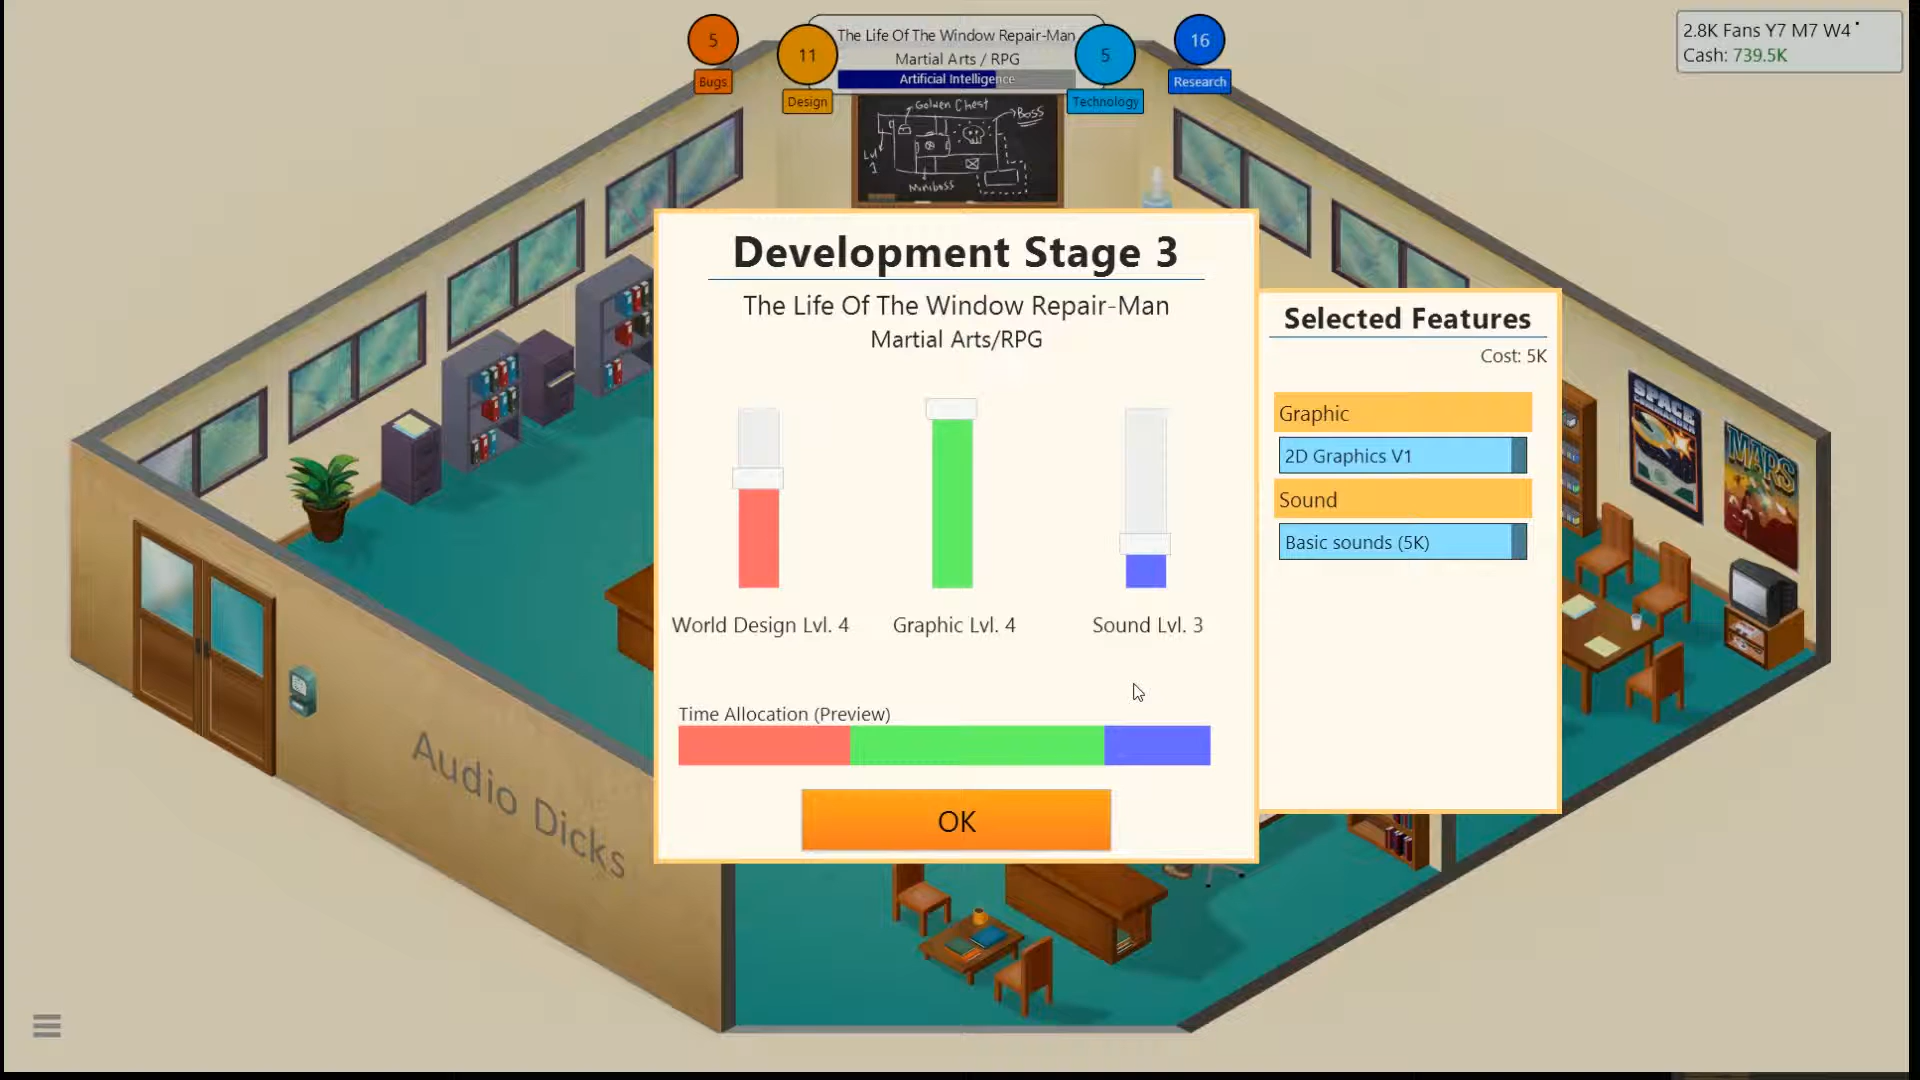 5
Bugs
11
Design
The Life Of The Window Repair-Man
Martial Arts / RPG
Artificial Intelligence
5
Technology
16
Research
2.8K Fans Y7 M7 W4
Cash: 739.5K
Golden Chest
Boss
Lvl
1
Miniboss
Development Stage 3
The Life Of The Window Repair-Man
Martial Arts/RPG
World Design Lvl. 4
Graphic Lvl. 4
Sound Lvl. 3
Time Allocation (Preview)
OK
Selected Features
Cost: 5K
Graphic
2D Graphics V1
Sound
Basic sounds (5K)
SPACE
MARS
Audio Dicks